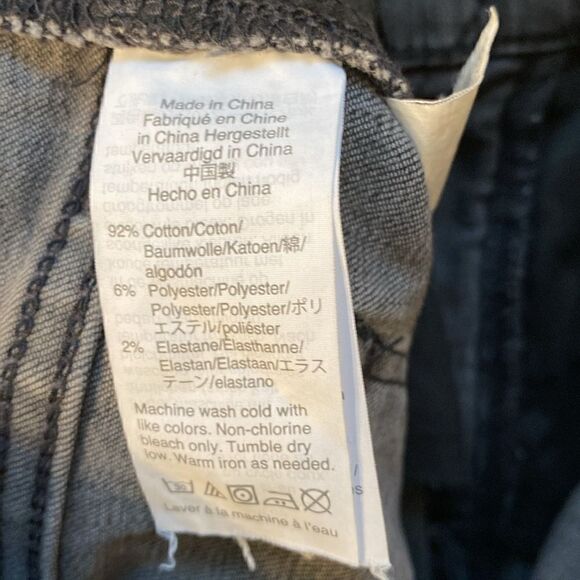 Made in China
Fabriqué en Chine
in China Hergestellt
Vervaardigd in China
中国製
Hecho en China
92% Cotton/Coton/
Baumwolle/Katoen/綿/
algodón
6% Polyester/Polyester/
Polyester/Polyester/ポリ
エステル/poliéster
2% Elastane/Élasthanne/
Elastan/Elastaan/エラス
テーン/elastano
Machine wash cold with
like colors. Non-chlorine
bleach only. Tumble dry
low. Warm iron as needed.
30
Laver à la machine à l'eau